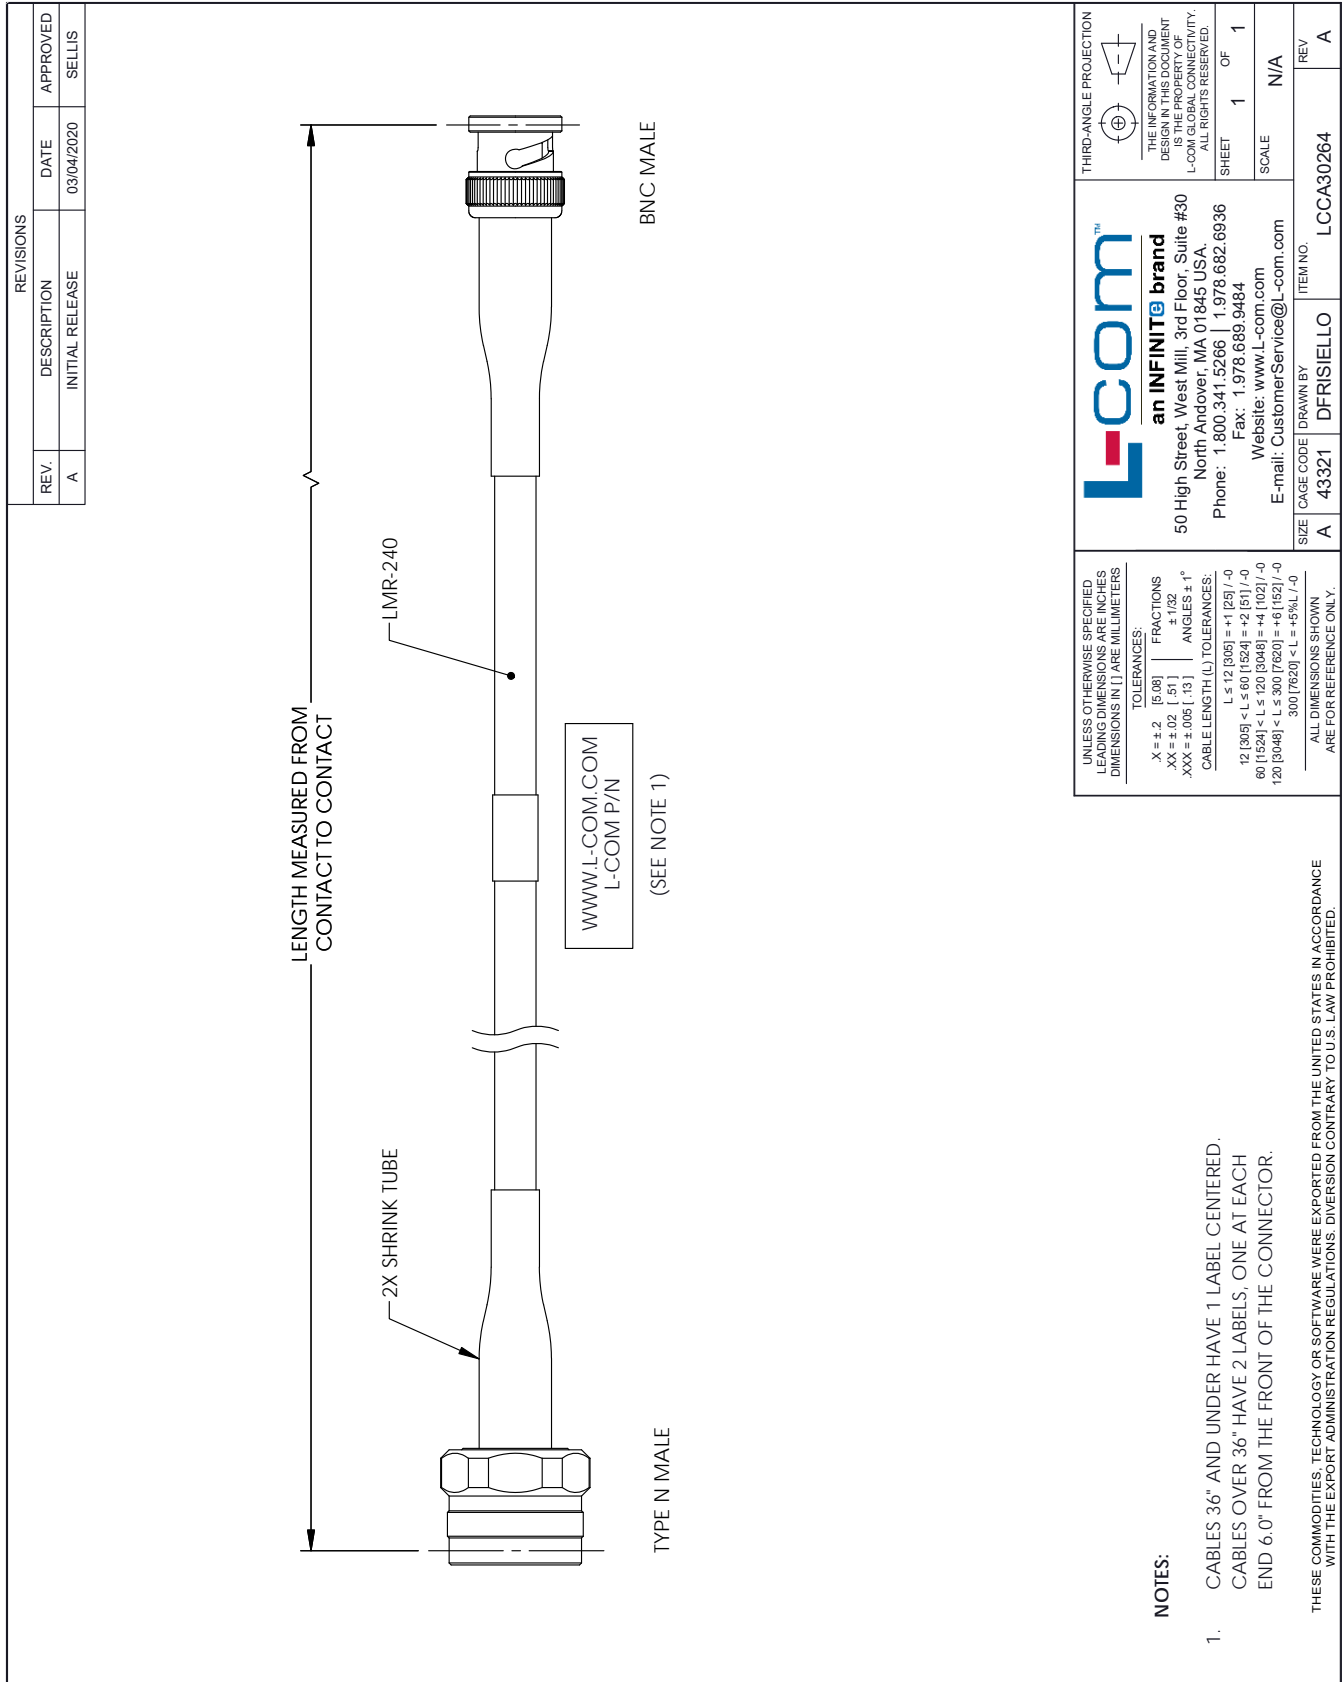 REVISIONS
REV. DESCRIPTION DATE APPROVED
A INITIAL RELEASE 03/04/2020 SELLIS
LENGTH MEASURED FROM
CONTACT TO CONTACT
2X SHRINK TUBE
LMR-240
WWW.L-COM.COM
L-COM P/N
(SEE NOTE 1)
TYPE N MALE
BNC MALE
NOTES:
1. CABLES 36" AND UNDER HAVE 1 LABEL CENTERED.
CABLES OVER 36" HAVE 2 LABELS, ONE AT EACH
END 6.0" FROM THE FRONT OF THE CONNECTOR.
THESE COMMODITIES, TECHNOLOGY OR SOFTWARE WERE EXPORTED FROM THE UNITED STATES IN ACCORDANCE
WITH THE EXPORT ADMINISTRATION REGULATIONS. DIVERSION CONTRARY TO U.S. LAW PROHIBITED.
UNLESS OTHERWISE SPECIFIED
LEADING DIMENSIONS ARE INCHES
DIMENSIONS IN [ ] ARE MILLIMETERS
TOLERANCES:
.X = ± .2 [5.08] FRACTIONS
.XX = ± .02 [ .51 ] ± 1/32
.XXX = ± .005 [ .13 ] ANGLES ± 1°
CABLE LENGTH (L) TOLERANCES:
L ≤ 12 [305] = +1 [25] / -0
12 [305] < L ≤ 60 [1524] = +2 [51] / -0
60 [1524] < L ≤ 120 [3048] = +4 [102] / -0
120 [3048] < L ≤ 300 [7620] = +6 [152] / -0
300 [7620] < L = +5%L / -0
ALL DIMENSIONS SHOWN
ARE FOR REFERENCE ONLY.
L-com™
an INFINITe brand
50 High Street, West Mill, 3rd Floor, Suite #30
North Andover, MA 01845 USA.
Phone: 1.800.341.5266 | 1.978.682.6936
Fax: 1.978.689.9484
Website: www.L-com.com
E-mail: CustomerService@L-com.com
THIRD-ANGLE PROJECTION
THE INFORMATION AND
DESIGN IN THIS DOCUMENT
IS THE PROPERTY OF
L-COM GLOBAL CONNECTIVITY.
ALL RIGHTS RESERVED.
SHEET 1 OF 1
SCALE N/A
SIZE CAGE CODE DRAWN BY ITEM NO. REV
A 43321 DFRISIELLO LCCA30264 A